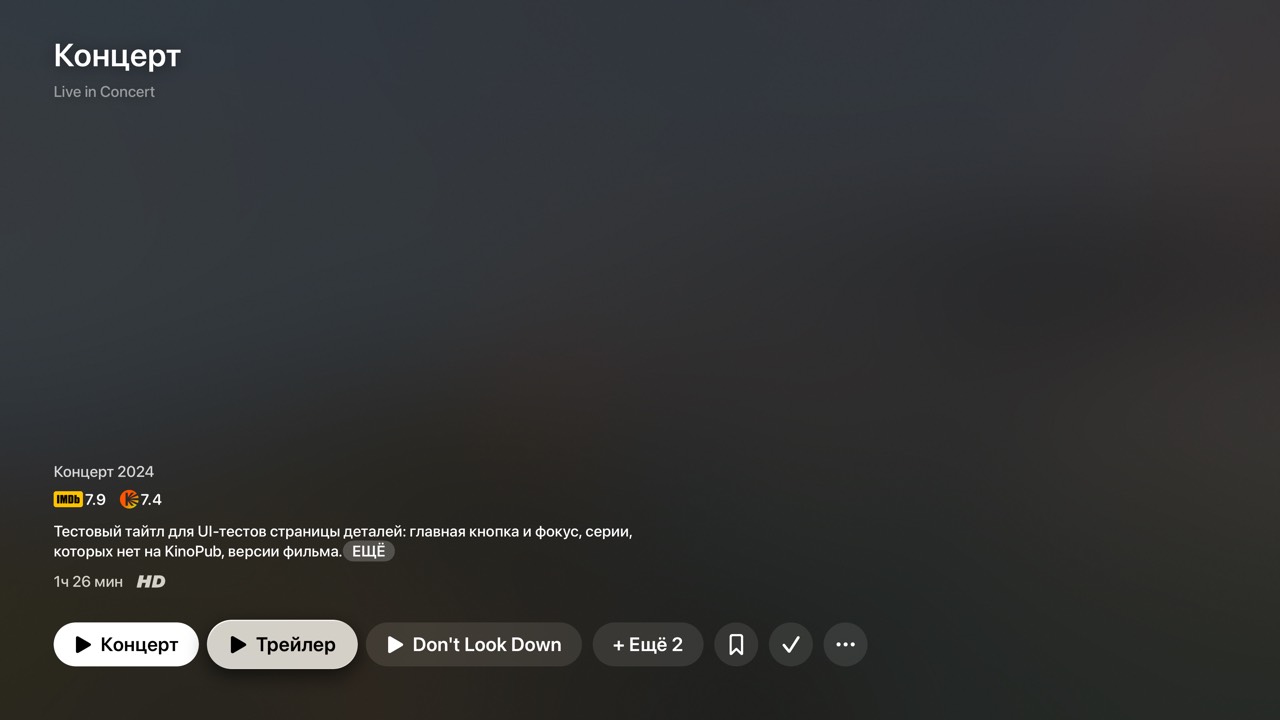 Концерт
Live in Concert
Концерт 2024
IMDb 7.9 7.4
Тестовый тайтл для UI-тестов страницы деталей: главная кнопка и фокус, серии,
которых нет на KinoPub, версии фильма. ЕЩЁ
1ч 26 мин HD
Концерт Трейлер Don't Look Down + Ещё 2